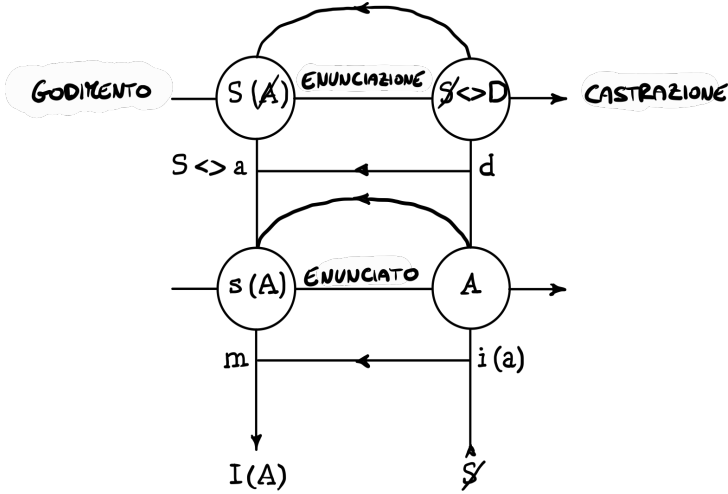 GODIMENTO S(A̸) ENUNCIAZIONE S̸<>D CASTRAZIONE
S<>a d
s(A) ENUNCIATO A
m i(a)
I(A) S̸